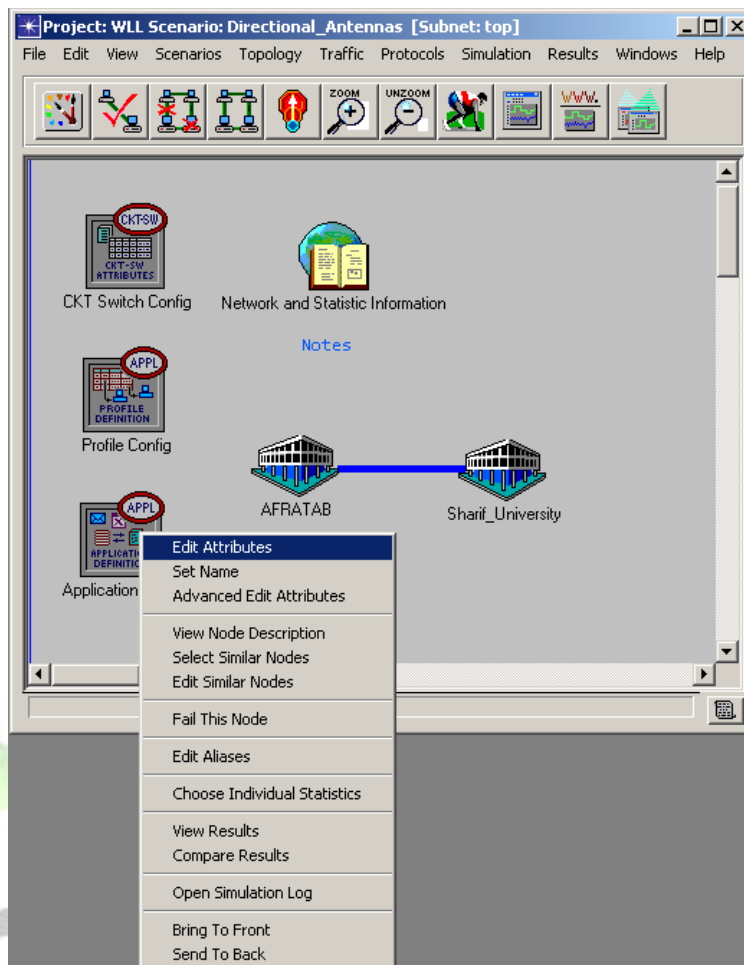 Project: WLL Scenario: Directional_Antennas [Subnet: top]
File Edit View Scenarios Topology Traffic Protocols Simulation Results Windows Help
ZOOM UNZOOM W.W.W.
CKT-SW
CKT-SW
ATTRIBUTES
CKT Switch Config
Network and Statistic Information
Notes
APPL
PROFILE
DEFINITION
Profile Config
AFRATAB
Sharif_University
APPL
Application
Edit Attributes
Set Name
Advanced Edit Attributes
View Node Description
Select Similar Nodes
Edit Similar Nodes
Fail This Node
Edit Aliases
Choose Individual Statistics
View Results
Compare Results
Open Simulation Log
Bring To Front
Send To Back